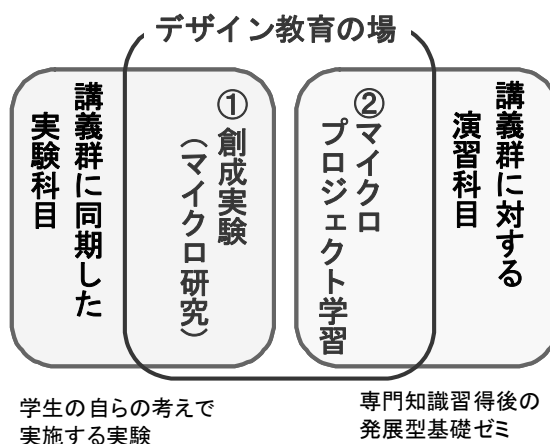 デザイン教育の場
講義群に同期した
実験科目
①創成実験
(マイクロ研究)
②マイクロ
プロジェクト学習
講義群に対する
演習科目
学生の自らの考えで
実施する実験
専門知識習得後の
発展型基礎ゼミ